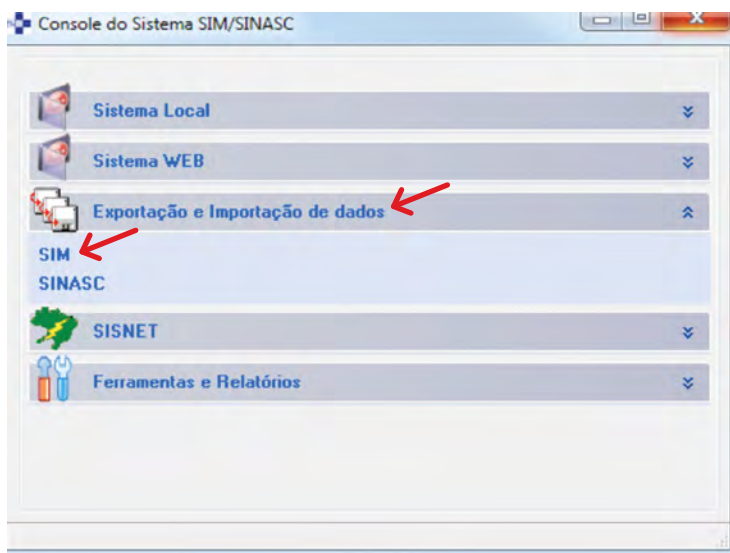 Console do Sistema SIM/SINASC
Sistema Local
Sistema WEB
Exportação e Importação de dados
SIM
SINASC
SISNET
Ferramentas e Relatórios